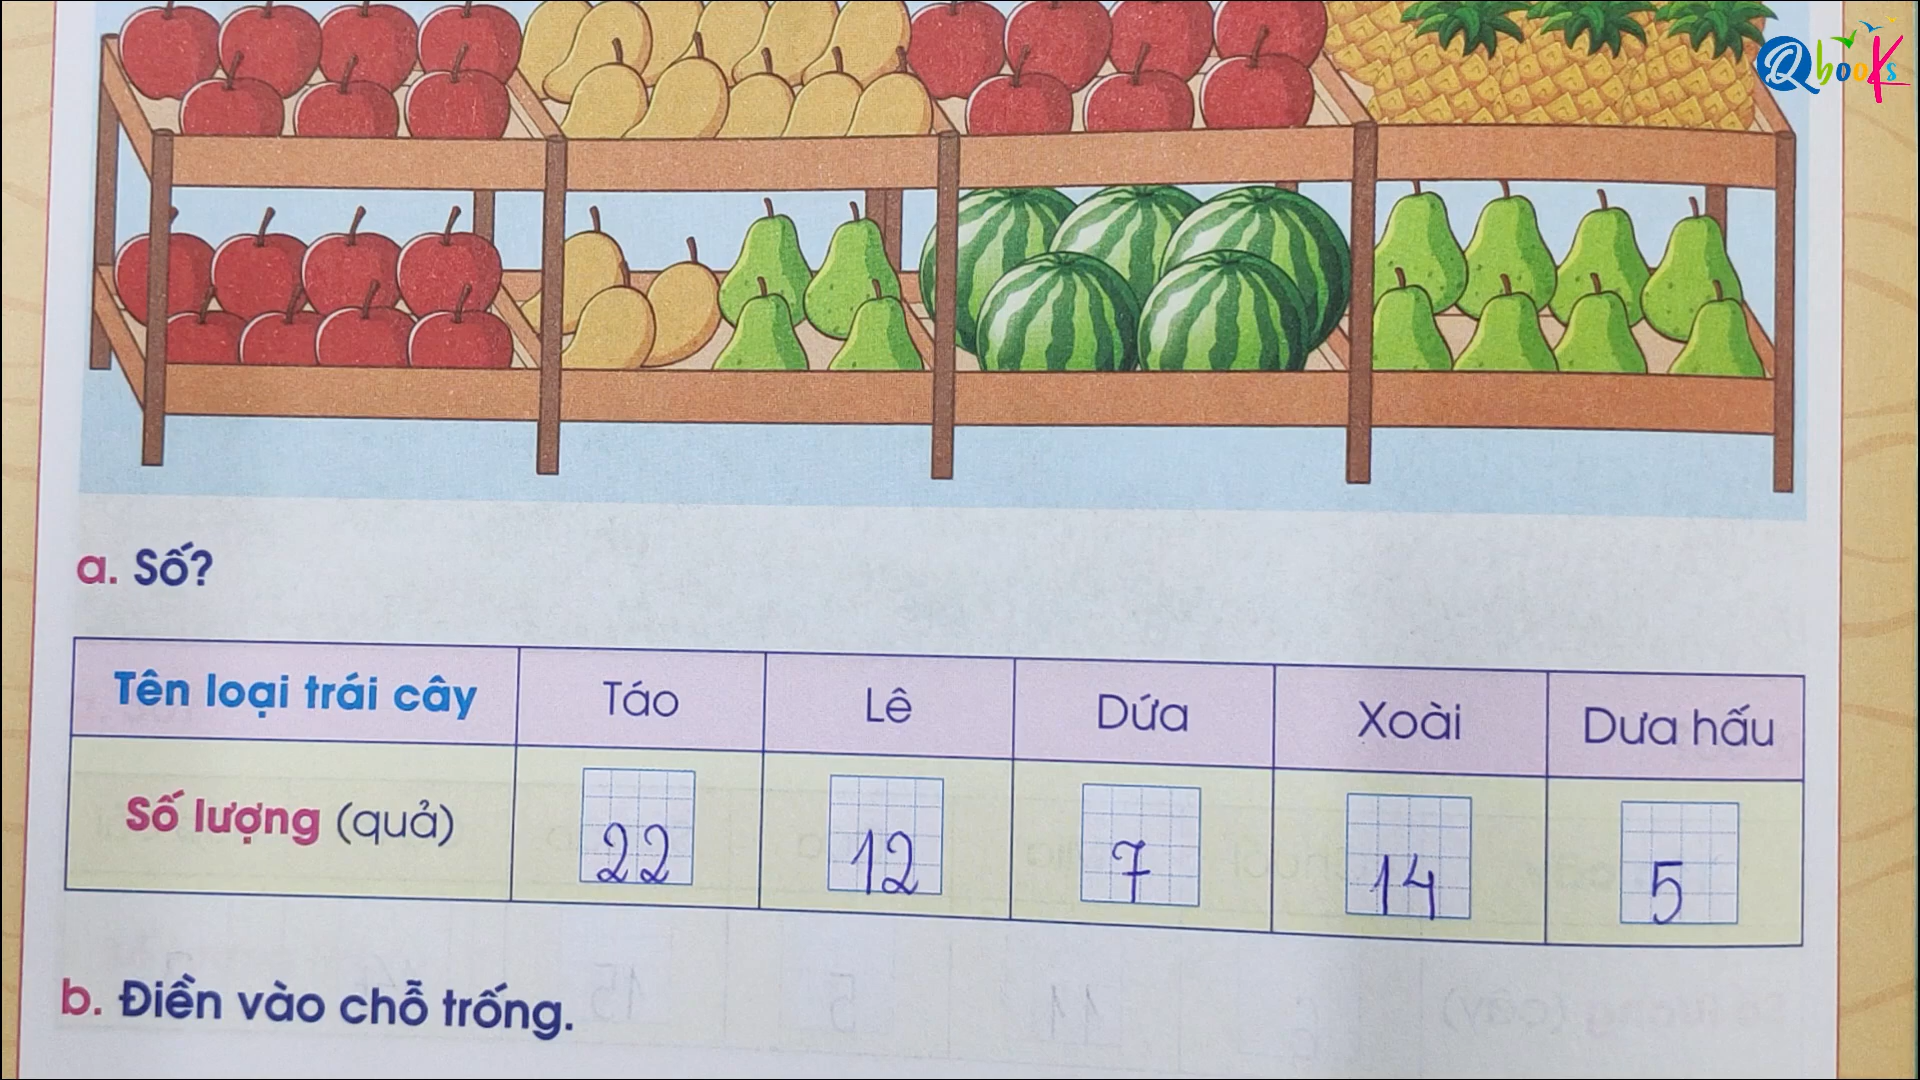 Qbooks
a. Số?
Tên loại trái cây Táo Lê Dứa Xoài Dưa hấu
Số lượng (quả) 22 12 7 14 5
b. Điền vào chỗ trống.